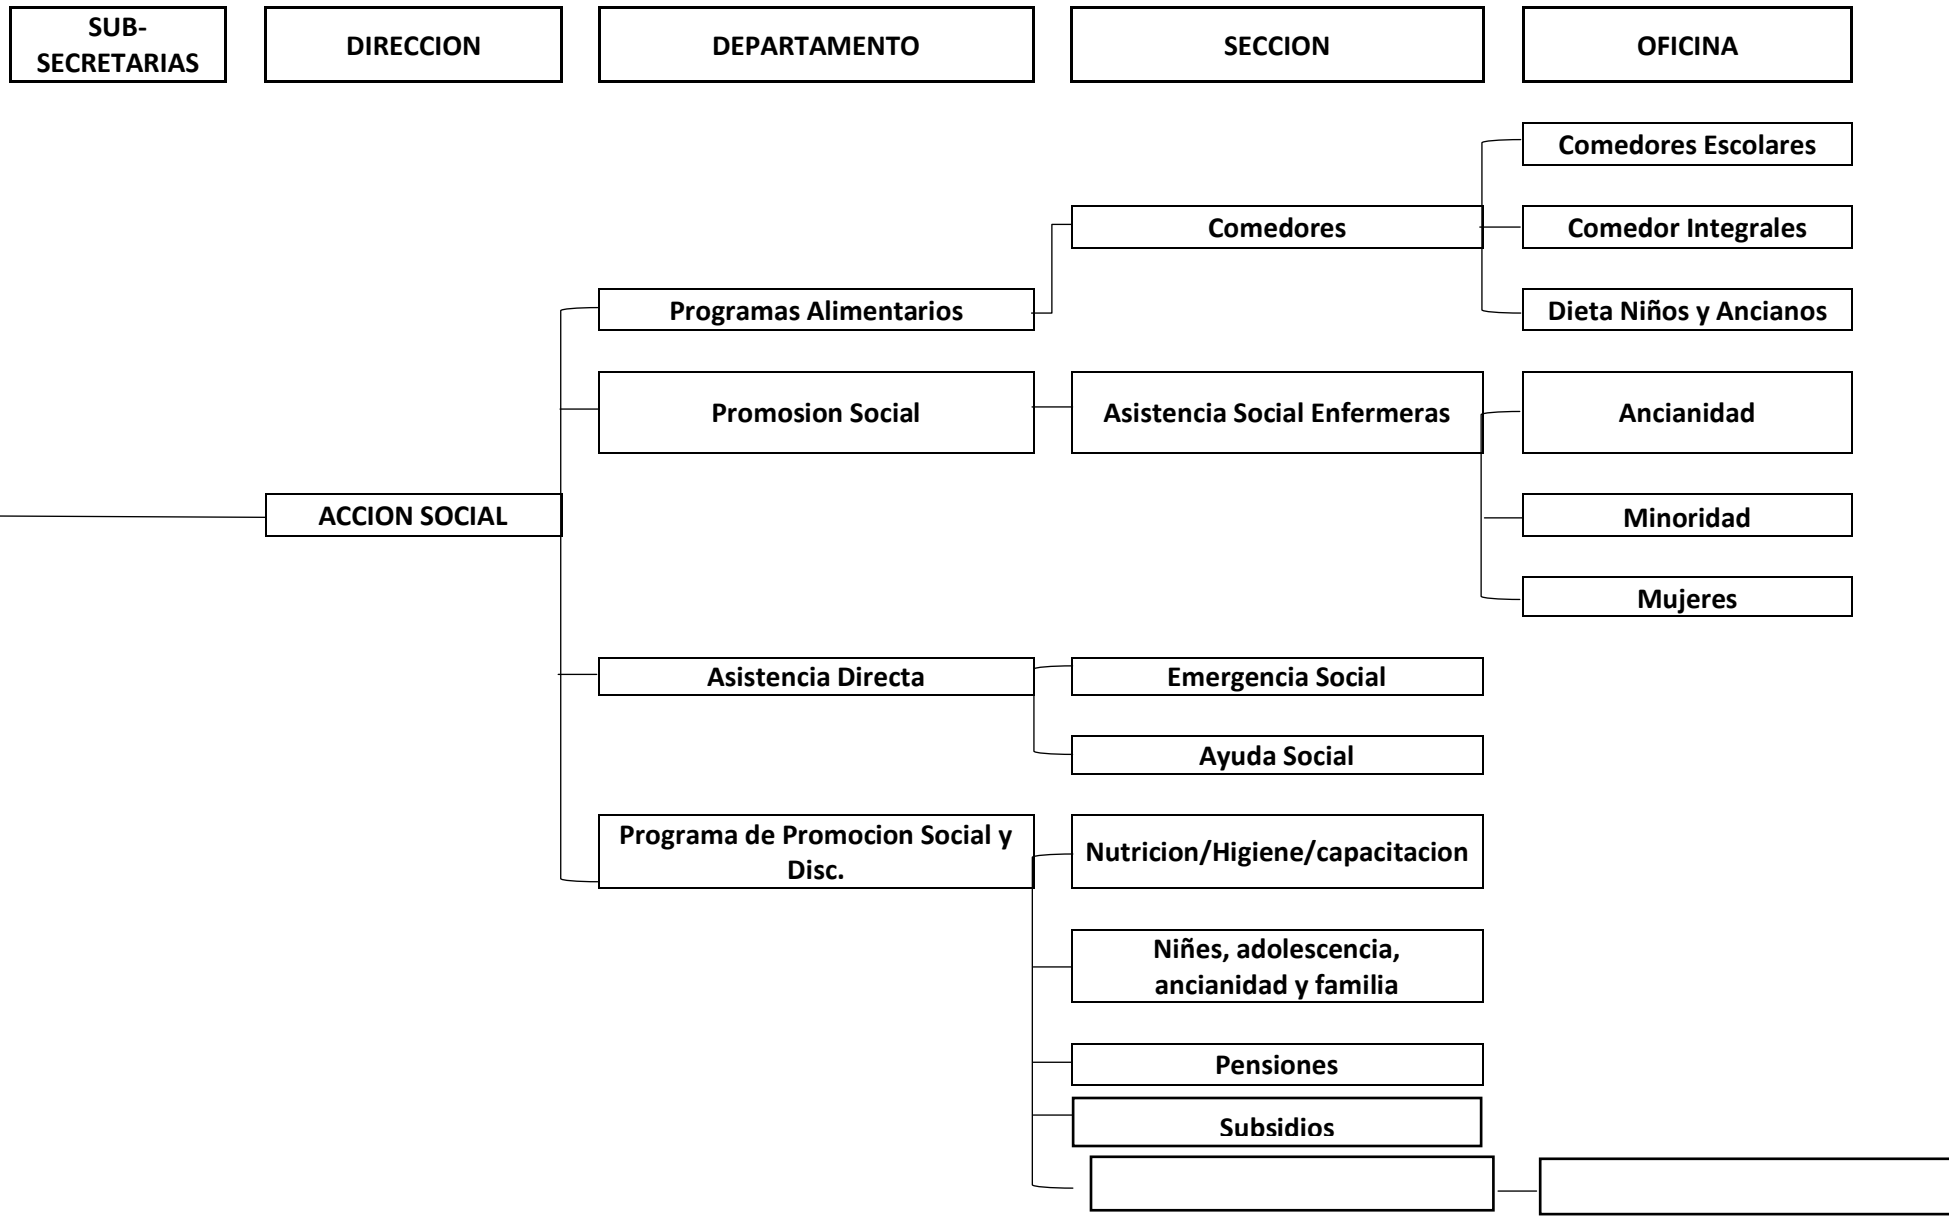 SUB-
SECRETARIAS
DIRECCION
DEPARTAMENTO
SECCION
OFICINA
Comedores Escolares
Comedores
Comedor Integrales
Programas Alimentarios
Dieta Niños y Ancianos
Promosion Social
Asistencia Social Enfermeras
Ancianidad
ACCION SOCIAL
Minoridad
Mujeres
Asistencia Directa
Emergencia Social
Ayuda Social
Programa de Promocion Social y
Disc.
Nutricion/Higiene/capacitacion
Niñes, adolescencia,
ancianidad y familia
Pensiones
Subsidios